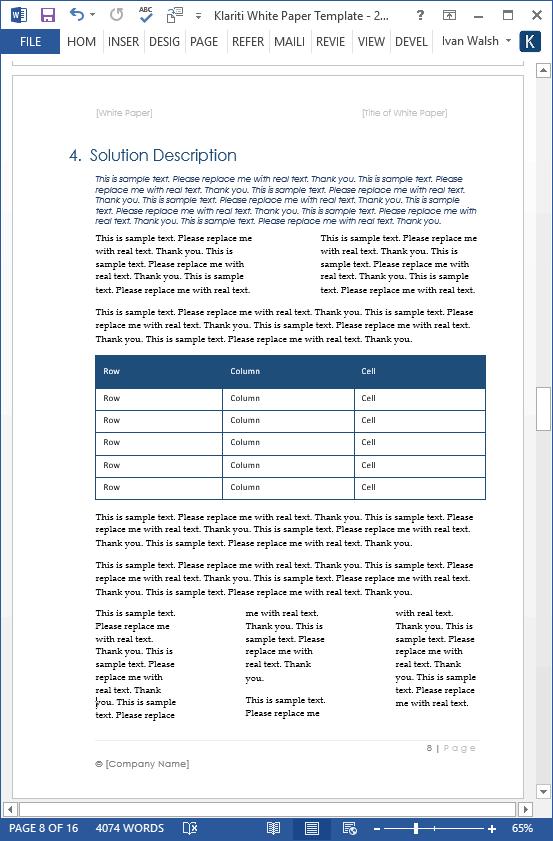 Klariti White Paper Template - 2...
FILE HOM INSER DESIG PAGE REFER MAILI REVIE VIEW DEVEL Ivan Walsh K
[White Paper] [Title of White Paper]
4. Solution Description
This is sample text. Please replace me with real text. Thank you. This is sample text. Please
replace me with real text. Thank you. This is sample text. Please replace me with real text.
Thank you. This is sample text. Please replace me with real text. Thank you. This is sample
text. Please replace me with real text. Thank you. This is sample text. Please replace me with
real text. Thank you. This is sample text. Please replace me with real text. Thank you.
This is sample text. Please replace me
with real text. Thank you. This is
sample text. Please replace me with
real text. Thank you. This is sample
text. Please replace me with real text.
This is sample text. Please replace me
with real text. Thank you. This is
sample text. Please replace me with
real text. Thank you. This is sample
text. Please replace me with real text.
This is sample text. Please replace me with real text. Thank you. This is sample text. Please
replace me with real text. Thank you. This is sample text. Please replace me with real text.
Thank you. This is sample text. Please replace me with real text. Thank you.
Row Column Cell
Row Column Cell
Row Column Cell
Row Column Cell
Row Column Cell
Row Column Cell
This is sample text. Please replace me with real text. Thank you. This is sample text. Please
replace me with real text. Thank you. This is sample text. Please replace me with real text.
Thank you. This is sample text. Please replace me with real text. Thank you.
This is sample text. Please replace me with real text. Thank you. This is sample text. Please
replace me with real text. Thank you. This is sample text. Please replace me with real text.
Thank you. This is sample text. Please replace me with real text. Thank you.
This is sample text.
Please replace me
with real text.
Thank you. This is
sample text. Please
replace me with
real text. Thank
you. This is sample
text. Please replace
me with real text.
Thank you. This is
sample text. Please
replace me with
real text. Thank
you.
This is sample text.
Please replace me
with real text.
Thank you. This is
sample text. Please
replace me with
real text. Thank
you. This is sample
text. Please replace
me with real text.
8 | Page
© [Company Name]
PAGE 8 OF 16 4074 WORDS 65%